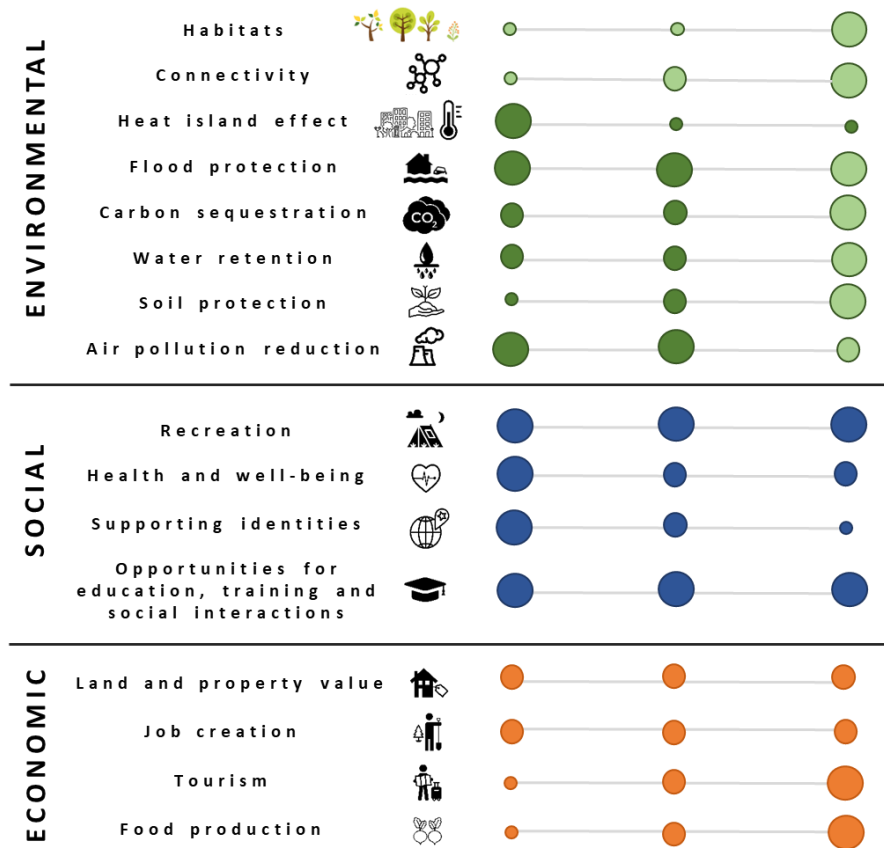 ENVIRONMENTAL
Habitats
Connectivity
Heat island effect
Flood protection
Carbon sequestration
CO2
Water retention
Soil protection
Air pollution reduction
SOCIAL
Recreation
Health and well-being
Supporting identities
Opportunities for
education, training and
social interactions
ECONOMIC
Land and property value
Job creation
Tourism
Food production